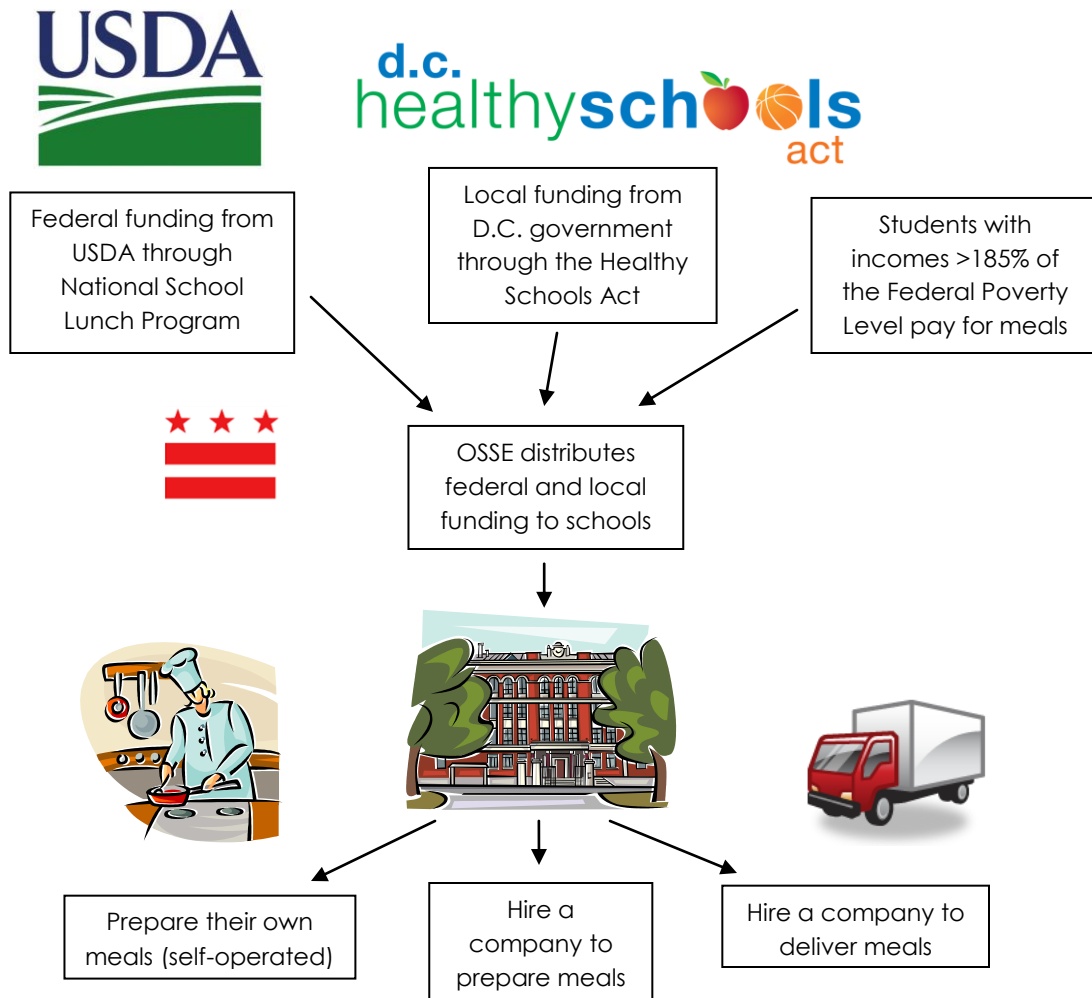 USDA
d.c.
healthyschools
act
Federal funding from
USDA through
National School
Lunch Program
Local funding from
D.C. government
through the Healthy
Schools Act
Students with
incomes >185% of
the Federal Poverty
Level pay for meals
OSSE distributes
federal and local
funding to schools
Prepare their own
meals (self-operated)
Hire a
company to
prepare meals
Hire a company to
deliver meals